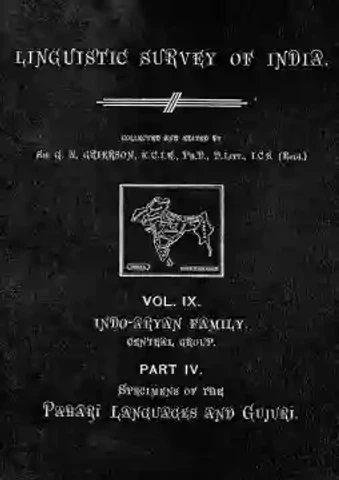 LINGUISTIC SURVEY OF INDIA.
COLLECTED AND EDITED BY
SIR G. A. GRIERSON, K.C.I.E., PH.D., D.LITT., I.C.S. (RETD.)
VOL. IX.
INDO-ARYAN FAMILY.
CENTRAL GROUP.
PART IV.
SPECIMENS OF THE
PAHARI LANGUAGES AND GUJURI.